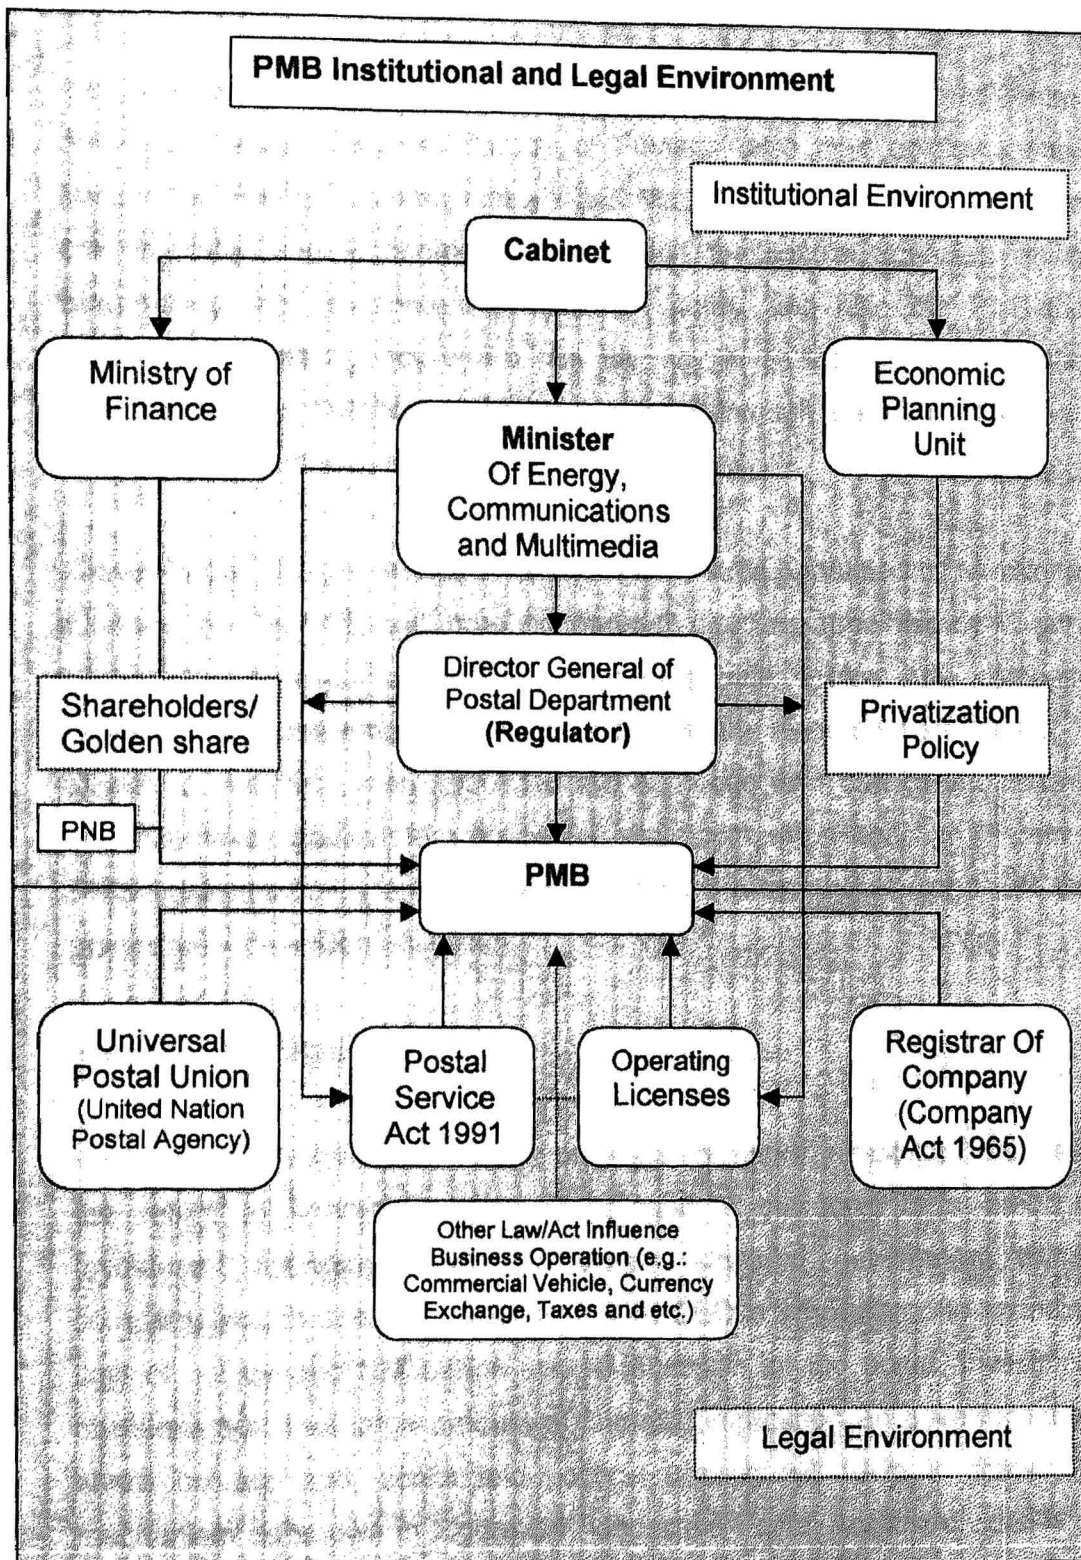 PMB Institutional and Legal Environment
Institutional Environment
Cabinet
Ministry of
Finance
Economic
Planning
Unit
Minister
Of Energy,
Communications
and Multimedia
Director General of
Postal Department
(Regulator)
Shareholders/
Golden share
Privatization
Policy
PNB
PMB
Universal
Postal Union
(United Nation
Postal Agency)
Postal
Service
Act 1991
Operating
Licenses
Registrar Of
Company
(Company
Act 1965)
Other Law/Act Influence
Business Operation (e.g.:
Commercial Vehicle, Currency
Exchange, Taxes and etc.)
Legal Environment